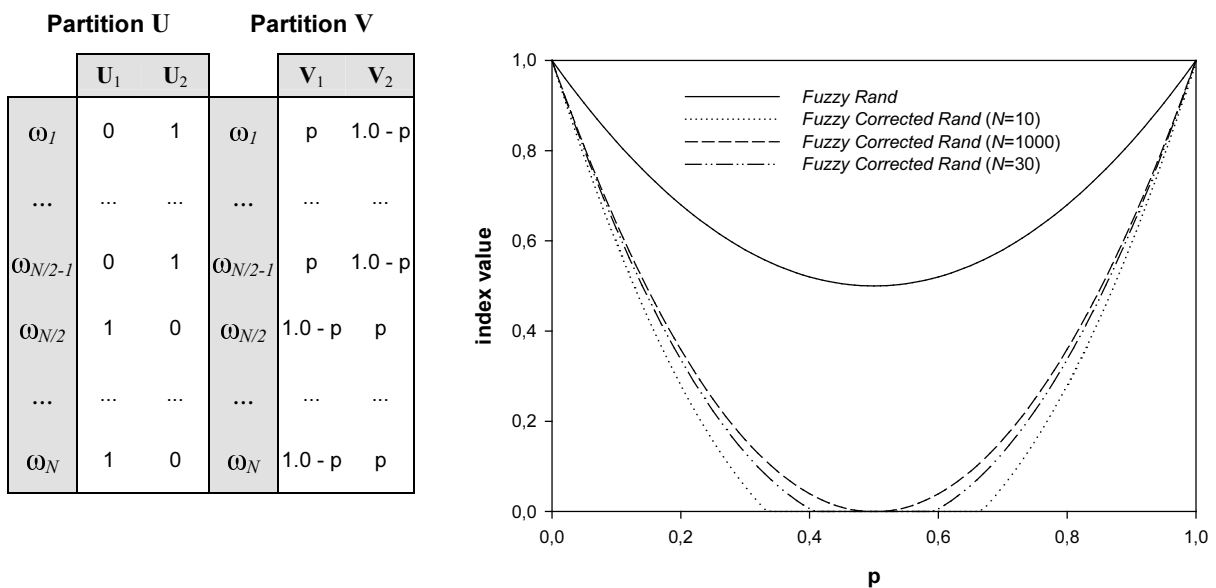 Partition U Partition V
U1 U2 V1 V2
ω1 0 1 ω1 p 1.0 - p
... ... ... ... ... ...
ωN/2-1 0 1 ωN/2-1 p 1.0 - p
ωN/2 1 0 ωN/2 1.0 - p p
... ... ... ... ... ...
ωN 1 0 ωN 1.0 - p p
index value
1,0
0,8
0,6
0,4
0,2
0,0
Fuzzy Rand
Fuzzy Corrected Rand (N=10)
Fuzzy Corrected Rand (N=1000)
Fuzzy Corrected Rand (N=30)
0,0 0,2 0,4 0,6 0,8 1,0
p